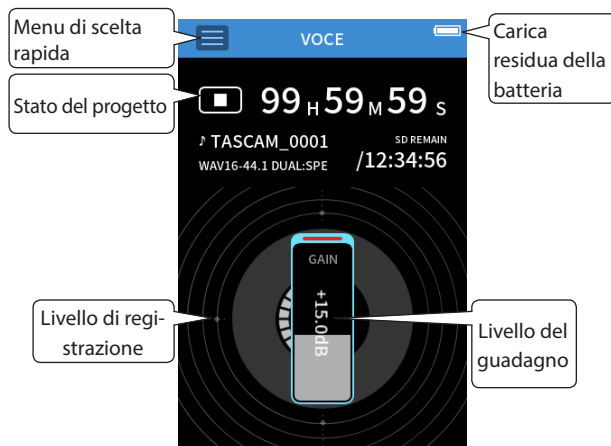 Menu di scelta
rapida
VOCE
Carica
residua della
batteria
Stato del progetto
99 H 59 M 59 S
♪ TASCAM_0001
SD REMAIN
WAV16-44.1 DUAL:SPE
/12:34:56
GAIN
+15.0dB
Livello di regi-
strazione
Livello del
guadagno